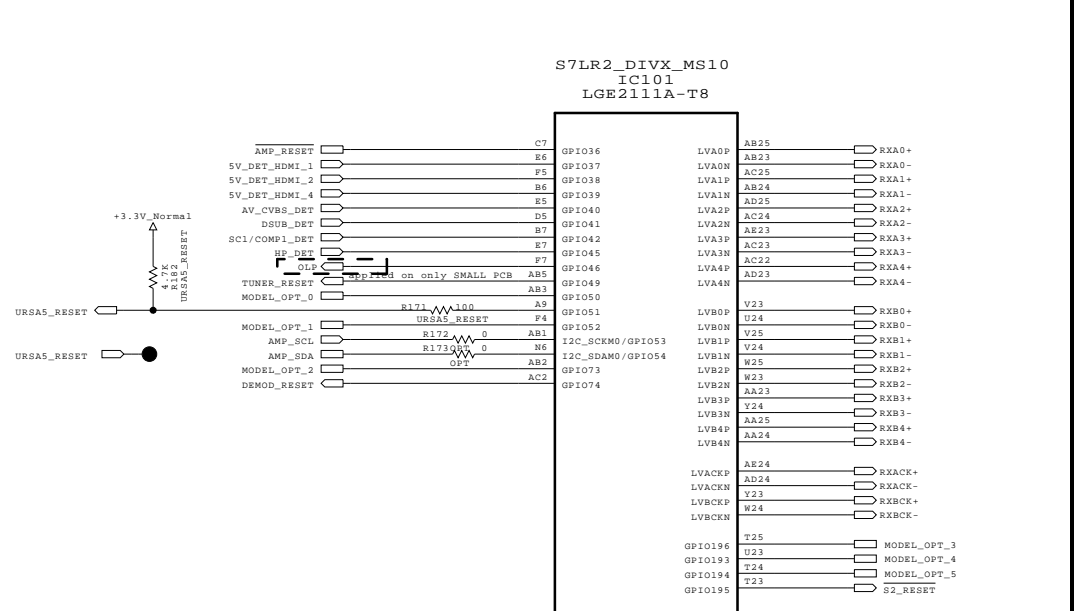 S7LR2_DIVX_MS10
IC101
LGE2111A-T8
AMP_RESET C7 GPIO36
5V_DET_HDMI_1 E6 GPIO37
5V_DET_HDMI_2 F5 GPIO38
5V_DET_HDMI_4 B6 GPIO39
AV_CVBS_DET E5 GPIO40
DSUB_DET D5 GPIO41
SC1/COMP1_DET B7 GPIO42
HP_DET E7 GPIO45
OLP F7 GPIO46
applied on only SMALL PCB
TUNER_RESET AB5 GPIO49
MODEL_OPT_0 AB3 GPIO50
+3.3V_Normal
4.7K
R182
URSA5_RESET
URSA5_RESET R171 100 A9 GPIO51
URSA5_RESET
MODEL_OPT_1 F4 GPIO52
AMP_SCL R172 0 AB1 I2C_SCKM0/GPIO53
OPT
URSA5_RESET
AMP_SDA R173 0 N6 I2C_SDAM0/GPIO54
OPT
MODEL_OPT_2 AB2 GPIO73
DEMOD_RESET AC2 GPIO74
LVA0P AB25 RXA0+
LVA0N AB23 RXA0-
LVA1P AC25 RXA1+
LVA1N AB24 RXA1-
LVA2P AD25 RXA2+
LVA2N AC24 RXA2-
LVA3P AE23 RXA3+
LVA3N AC23 RXA3-
LVA4P AC22 RXA4+
LVA4N AD23 RXA4-
LVB0P V23 RXB0+
LVB0N U24 RXB0-
LVB1P V25 RXB1+
LVB1N V24 RXB1-
LVB2P W25 RXB2+
LVB2N W23 RXB2-
LVB3P AA23 RXB3+
LVB3N Y24 RXB3-
LVB4P AA25 RXB4+
LVB4N AA24 RXB4-
LVACKP AE24 RXACK+
LVACKN AD24 RXACK-
LVBCKP Y23 RXBCK+
LVBCKN W24 RXBCK-
GPIO196 T25 MODEL_OPT_3
GPIO193 U23 MODEL_OPT_4
GPIO194 T24 MODEL_OPT_5
GPIO195 T23 S2_RESET